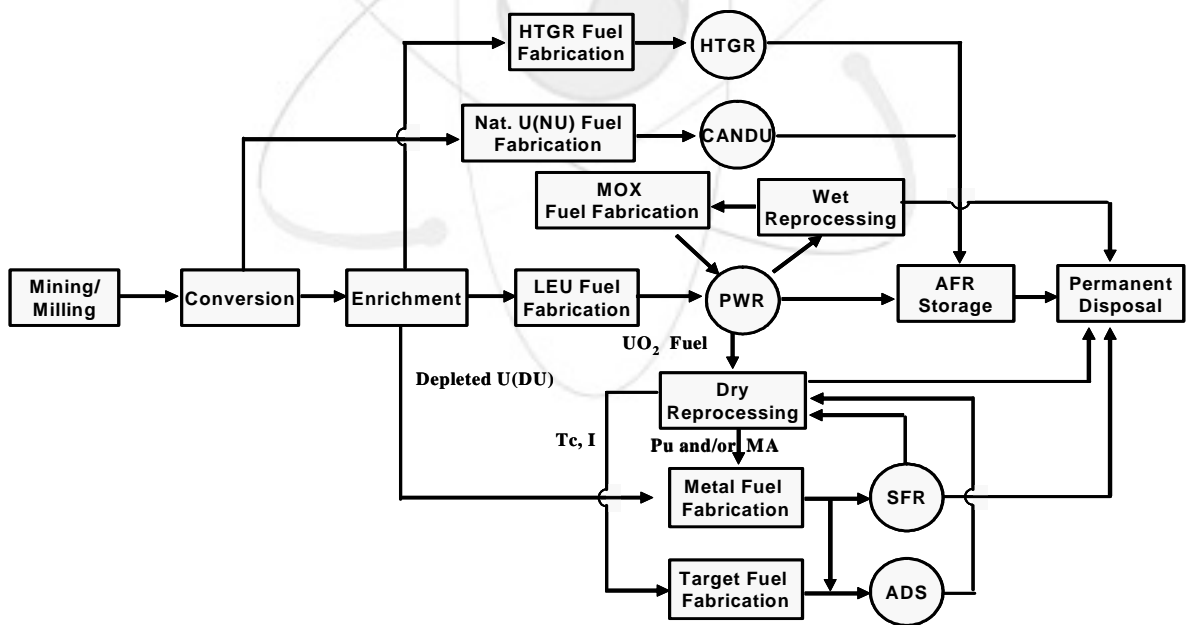 HTGR Fuel
Fabrication
HTGR
Nat. U(NU) Fuel
Fabrication
CANDU
MOX
Fuel Fabrication
Wet
Reprocessing
Mining/
Milling
Conversion
Enrichment
LEU Fuel
Fabrication
PWR
AFR
Storage
Permanent
Disposal
UO₂ Fuel
Depleted U(DU)
Dry
Reprocessing
Tc, I
Pu and/or MA
Metal Fuel
Fabrication
SFR
Target Fuel
Fabrication
ADS